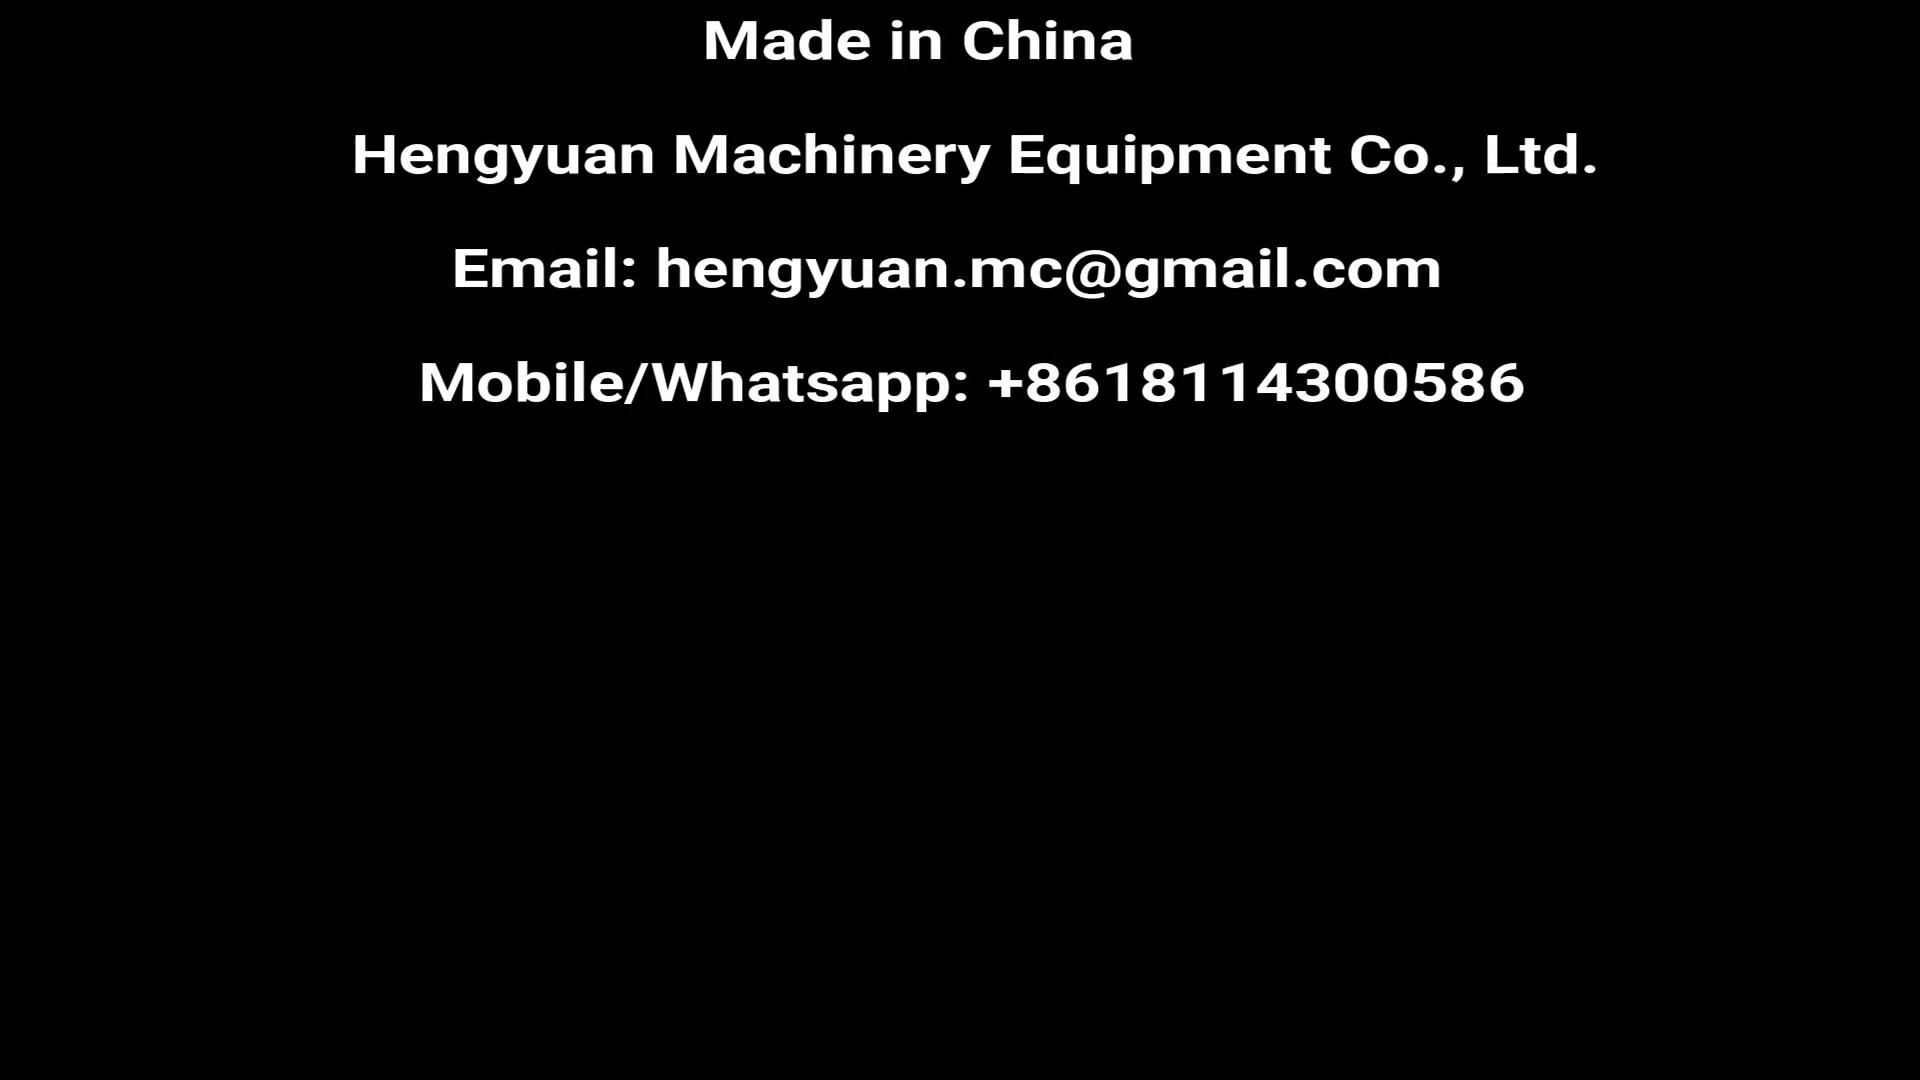 Made in China
Hengyuan Machinery Equipment Co., Ltd.
Email: hengyuan.mc@gmail.com
Mobile/Whatsapp: +8618114300586